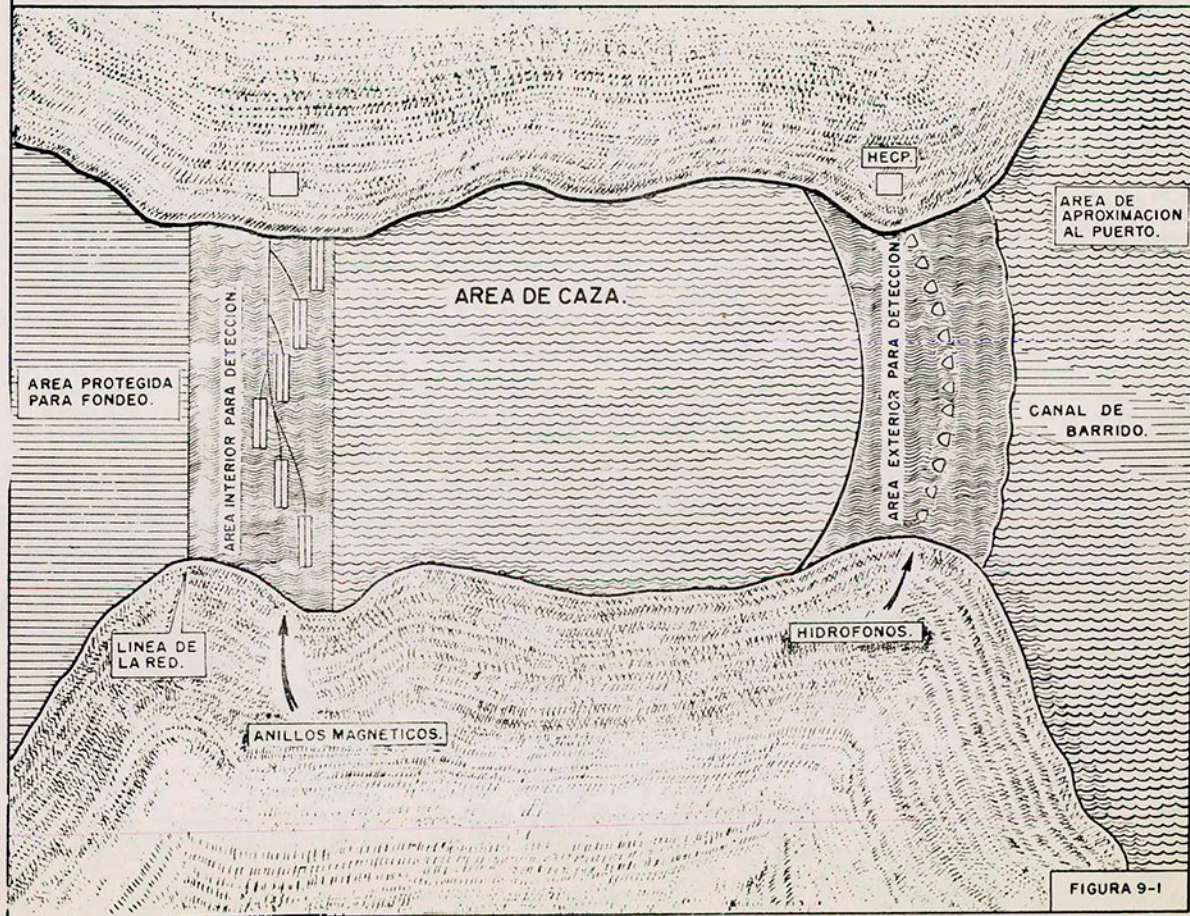 HECP.
AREA DE
APROXIMACION
AL PUERTO.
AREA DE CAZA.
AREA INTERIOR PARA DETECCION
AREA EXTERIOR PARA DETECCION.
AREA PROTEGIDA
PARA FONDEO.
CANAL DE
BARRIDO.
LINEA DE
LA RED.
HIDROFONOS.
ANILLOS MAGNETICOS.
FIGURA 9-1